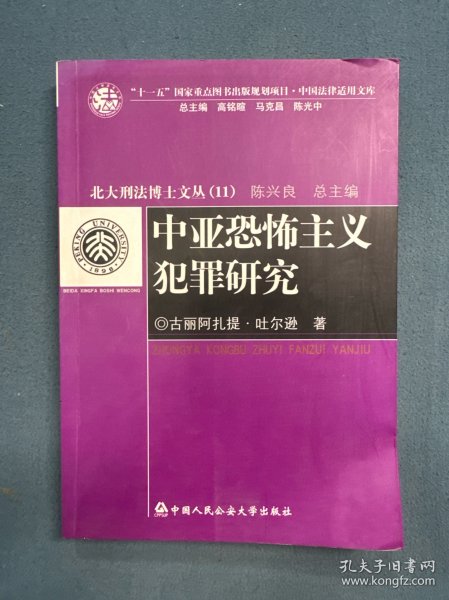 “十一五”国家重点图书出版规划项目·中国法律适用文库
总主编 高铭暄 马克昌 陈光中
北大刑法博士文丛（11） 陈兴良 总主编
PEKING UNIVERSITY
1898
BEIDA XINGFA BOSHI WENCONG
中亚恐怖主义
犯罪研究
◎古丽阿扎提·吐尔逊 著
ZHONGYA KONGBU ZHUYI FANZUI YANJIU
CPPSUP
中国人民公安大学出版社
孔夫子旧书网
www.kongfz.com